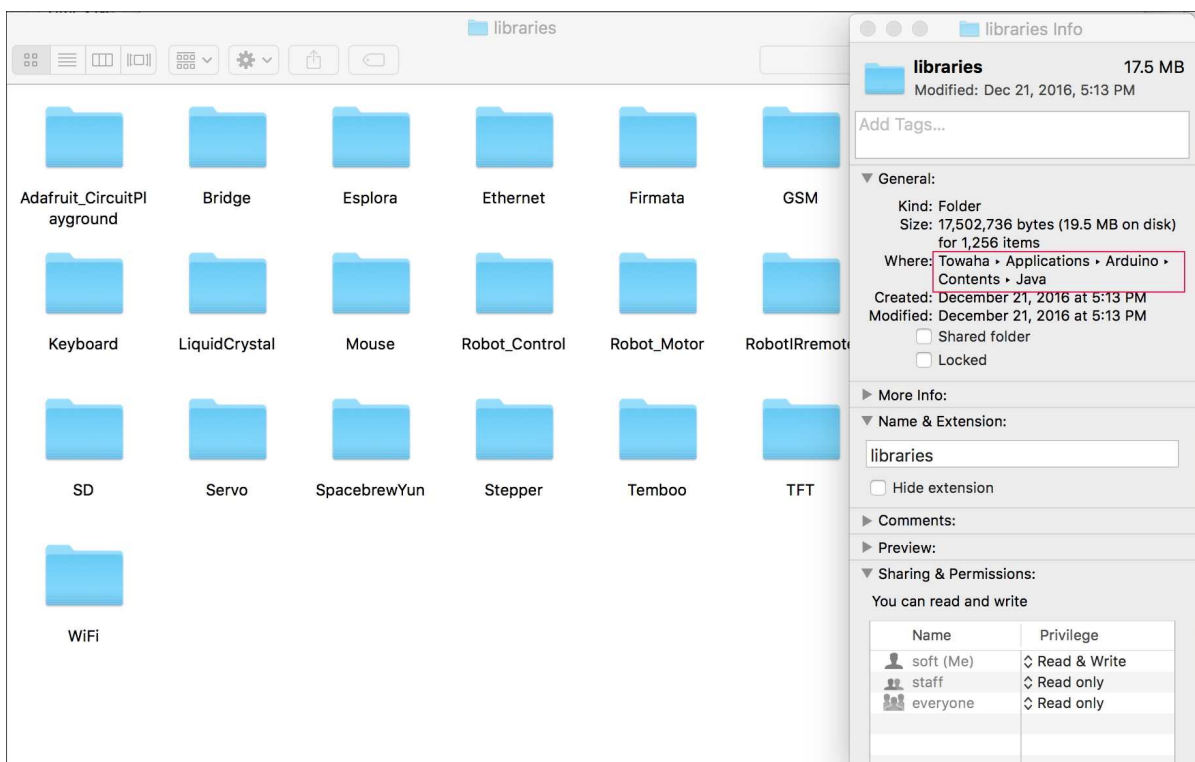 libraries
Adafruit_CircuitPl
ayground
Bridge
Esplora
Ethernet
Firmata
GSM
Keyboard
LiquidCrystal
Mouse
Robot_Control
Robot_Motor
RobotIRremote
SD
Servo
SpacebrewYun
Stepper
Temboo
TFT
WiFi
libraries Info
libraries 17.5 MB
Modified: Dec 21, 2016, 5:13 PM
Add Tags...
General:
Kind: Folder
Size: 17,502,736 bytes (19.5 MB on disk)
for 1,256 items
Where: Towaha ▸ Applications ▸ Arduino ▸
Contents ▸ Java
Created: December 21, 2016 at 5:13 PM
Modified: December 21, 2016 at 5:13 PM
Shared folder
Locked
More Info:
Name & Extension:
libraries
Hide extension
Comments:
Preview:
Sharing & Permissions:
You can read and write
Name Privilege
soft (Me) Read & Write
staff Read only
everyone Read only